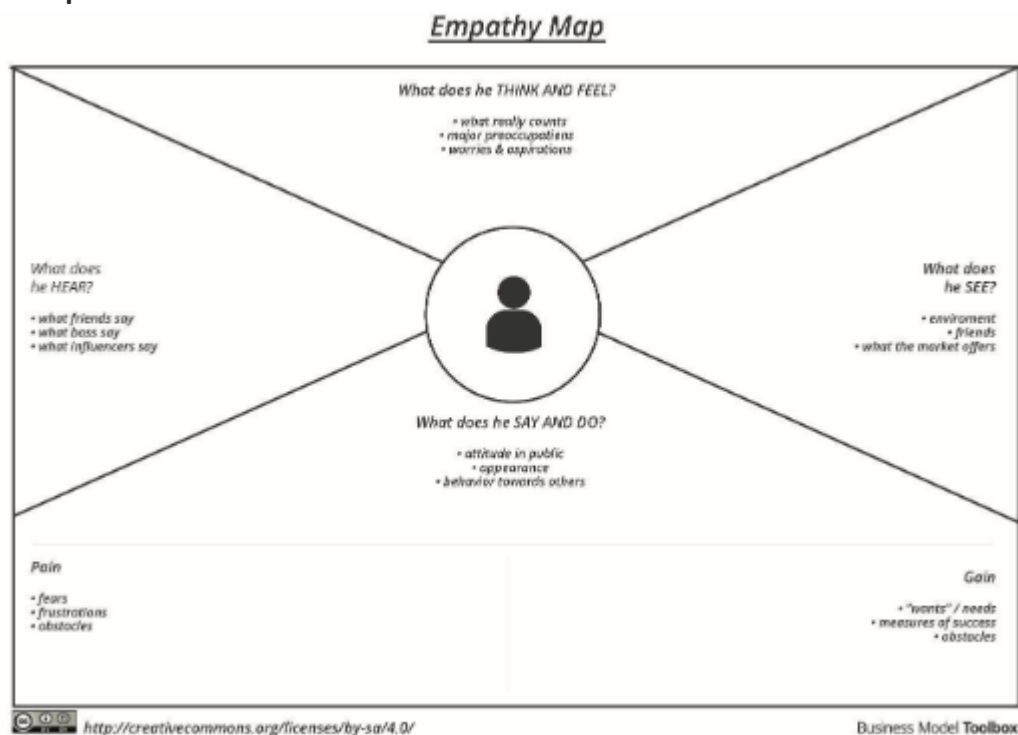 Empathy Map
What does he THINK AND FEEL?
• what really counts
• major preoccupations
• worries & aspirations
What does
he HEAR?
• what friends say
• what boss say
• what influencers say
What does
he SEE?
• enviroment
• friends
• what the market offers
What does he SAY AND DO?
• attitude in public
• appearance
• behavior towards others
Pain
• fears
• frustrations
• obstacles
Gain
• "wants" / needs
• measures of success
• obstacles
http://creativecommons.org/licenses/by-sa/4.0/
Business Model Toolbox